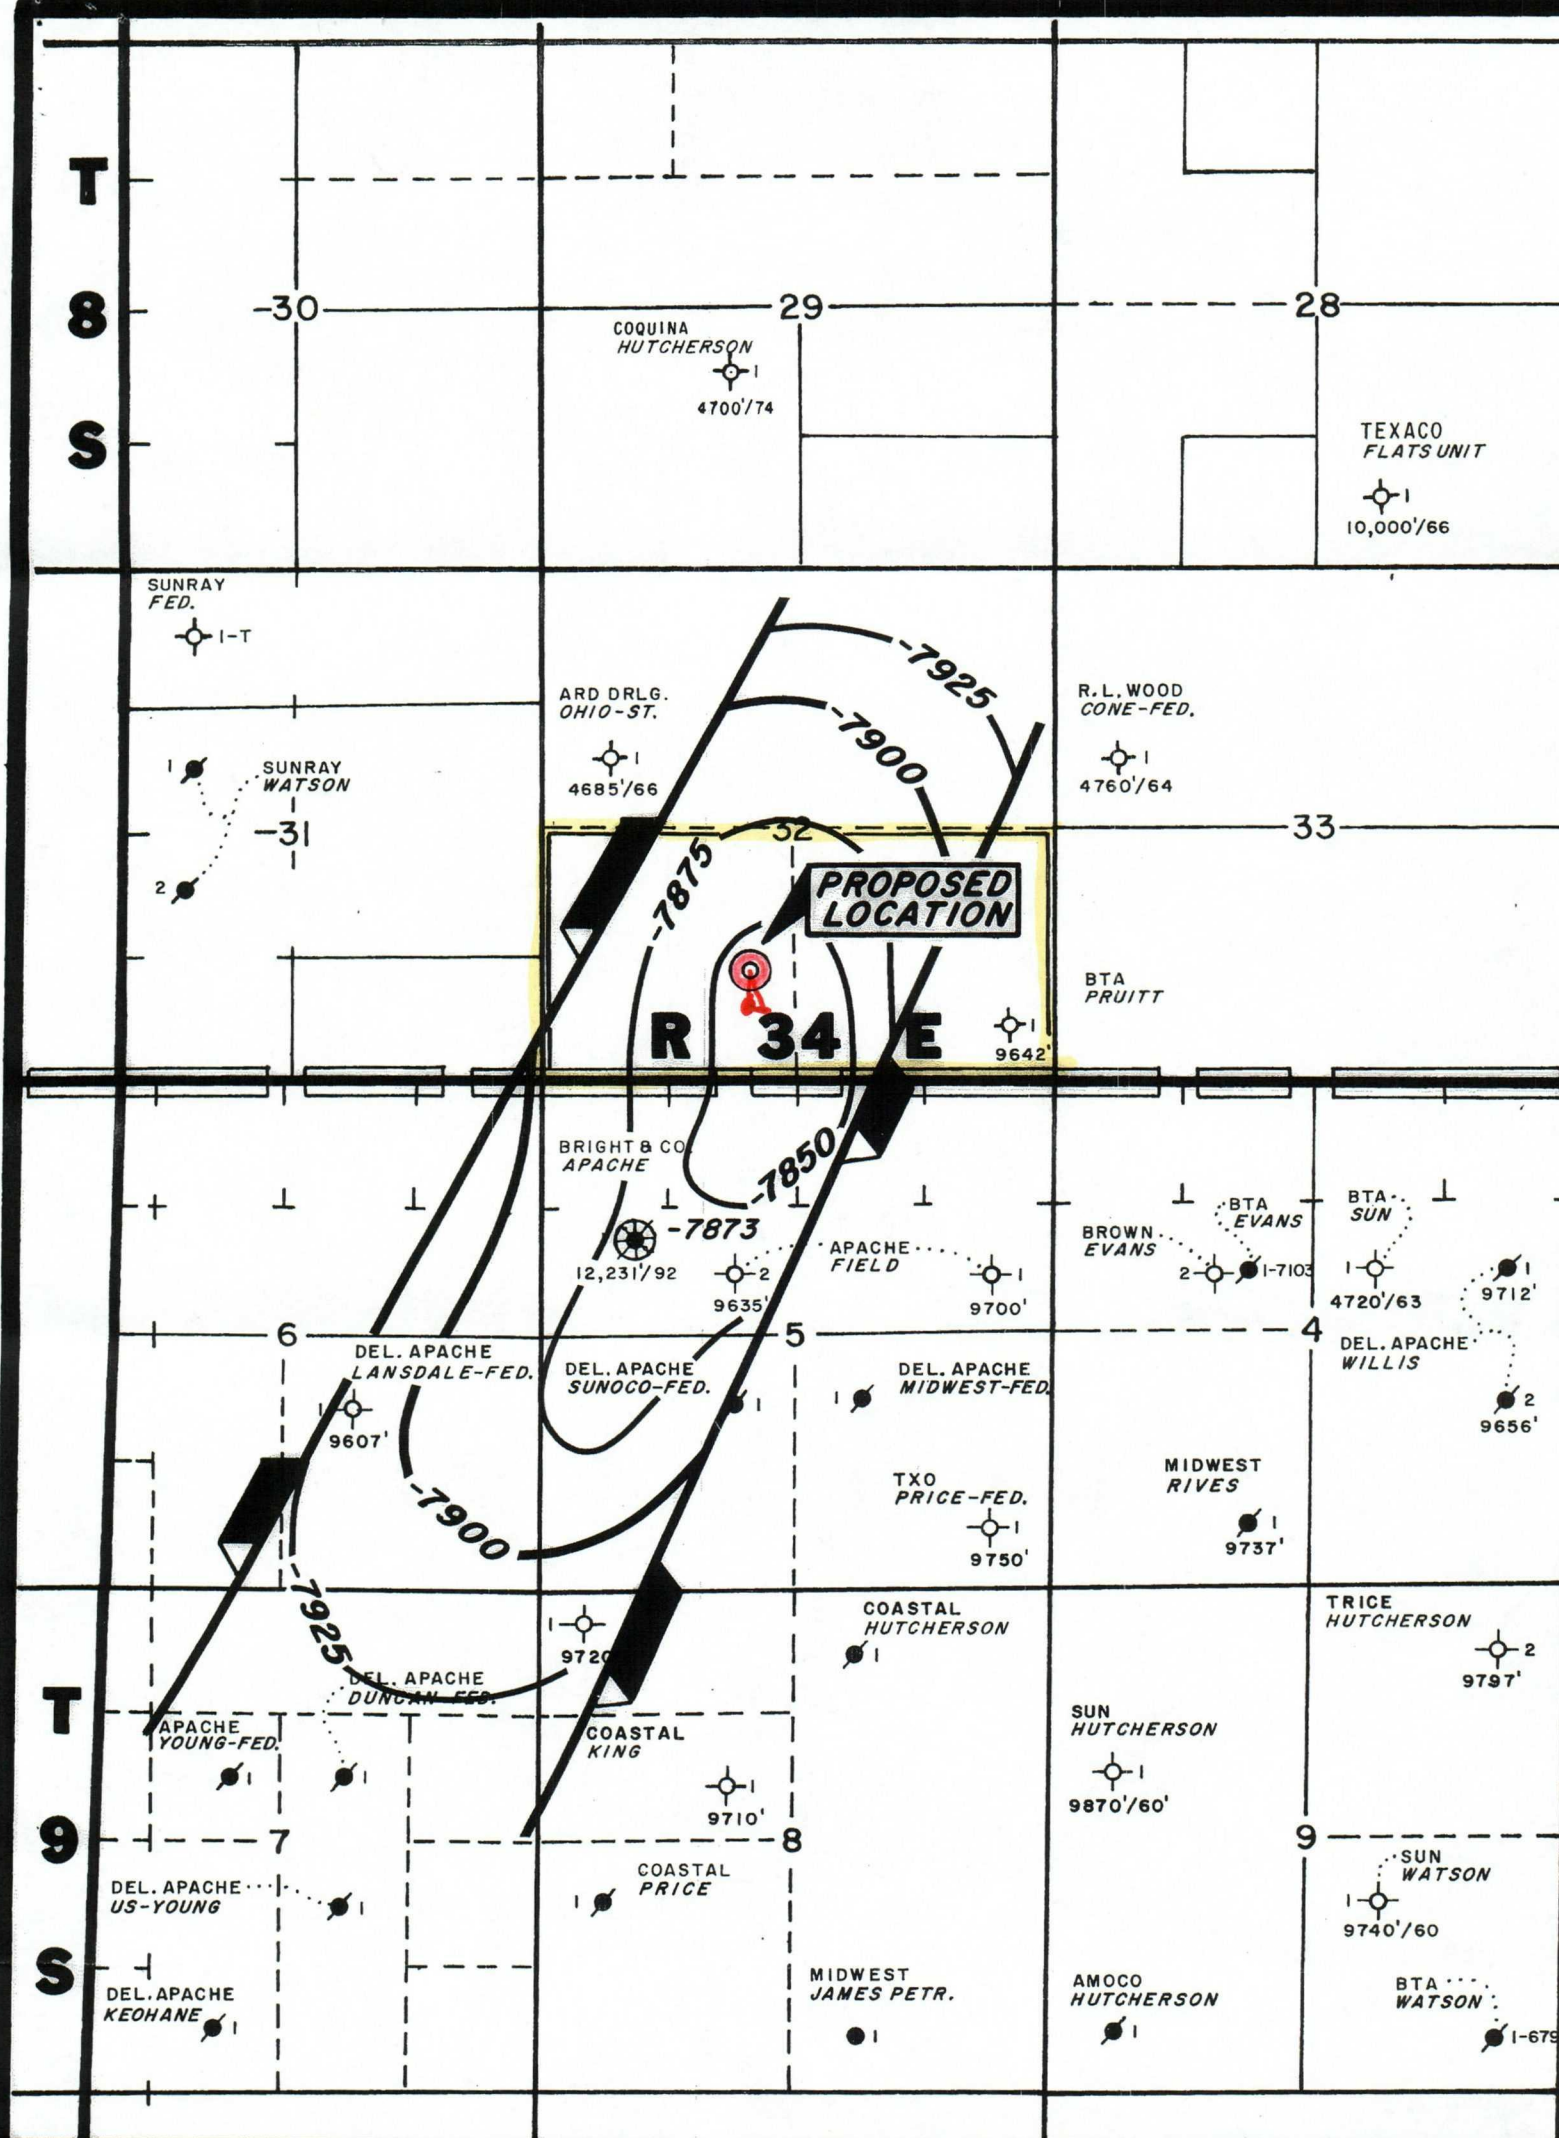 T
8
S
30
29
28
COQUINA
HUTCHERSON
1
4700'/74
TEXACO
FLATS UNIT
1
10,000'/66
SUNRAY
FED.
1-T
-7925
-7900
ARD DRLG.
OHIO-ST.
1
4685'/66
R.L. WOOD
CONE-FED.
1
4760'/64
1
SUNRAY
WATSON
2
31
32
33
-7875
PROPOSED
LOCATION
BTA
PRUITT
1
9642'
R 34 E
BRIGHT & CO.
APACHE
-7850
-7873
12,231'/92
APACHE
FIELD
2
9635'
1
9700'
BROWN
EVANS
2
BTA
EVANS
1-7103
BTA
SUN
1
4720'/63
1
9712'
6
5
4
DEL. APACHE
LANSDALE-FED.
1
9607'
DEL. APACHE
SUNOCO-FED.
1
DEL. APACHE
MIDWEST-FED.
1
DEL. APACHE
WILLIS
2
9656'
-7900
TXO
PRICE-FED.
1
9750'
MIDWEST
RIVES
1
9737'
-7925
1
9720
COASTAL
HUTCHERSON
1
TRICE
HUTCHERSON
2
9797'
DEL. APACHE
DUNCAN-FED.
1
T
9
S
APACHE
YOUNG-FED.
1
COASTAL
KING
1
9710'
SUN
HUTCHERSON
1
9870'/60'
7
8
9
DEL. APACHE
US-YOUNG
1
COASTAL
PRICE
1
SUN
WATSON
1
9740'/60
DEL. APACHE
KEOHANE
1
MIDWEST
JAMES PETR.
1
AMOCO
HUTCHERSON
1
BTA
WATSON
1-679